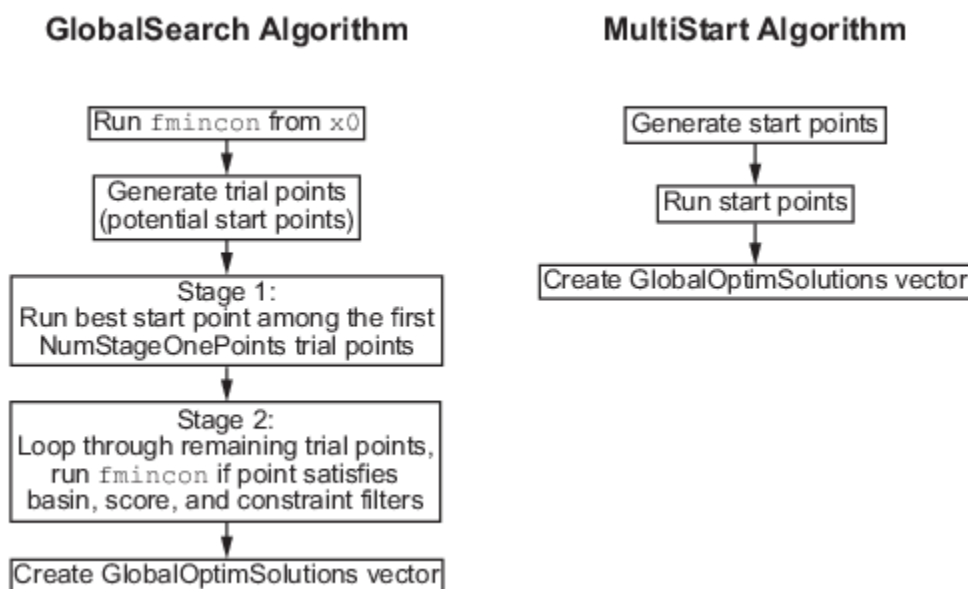 GlobalSearch Algorithm
Run fmincon from x0
Generate trial points
(potential start points)
Stage 1:
Run best start point among the first
NumStageOnePoints trial points
Stage 2:
Loop through remaining trial points,
run fmincon if point satisfies
basin, score, and constraint filters
Create GlobalOptimSolutions vector
MultiStart Algorithm
Generate start points
Run start points
Create GlobalOptimSolutions vector